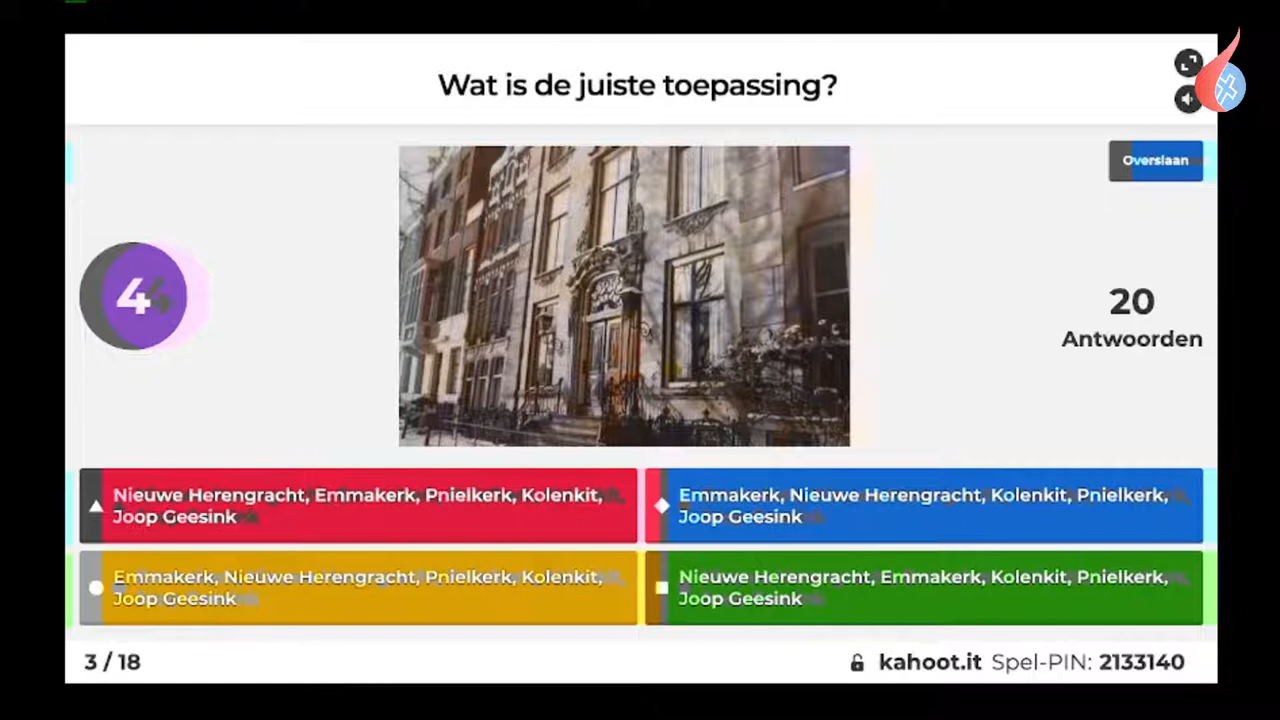 Wat is de juiste toepassing?
Overslaan
4
20
Antwoorden
Nieuwe Herengracht, Emmakerk, Pnielkerk, Kolenkit,
Joop Geesink
Emmakerk, Nieuwe Herengracht, Kolenkit, Pnielkerk,
Joop Geesink
Emmakerk, Nieuwe Herengracht, Pnielkerk, Kolenkit,
Joop Geesink
Nieuwe Herengracht, Emmakerk, Kolenkit, Pnielkerk,
Joop Geesink
3 / 18
kahoot.it Spel-PIN: 2133140